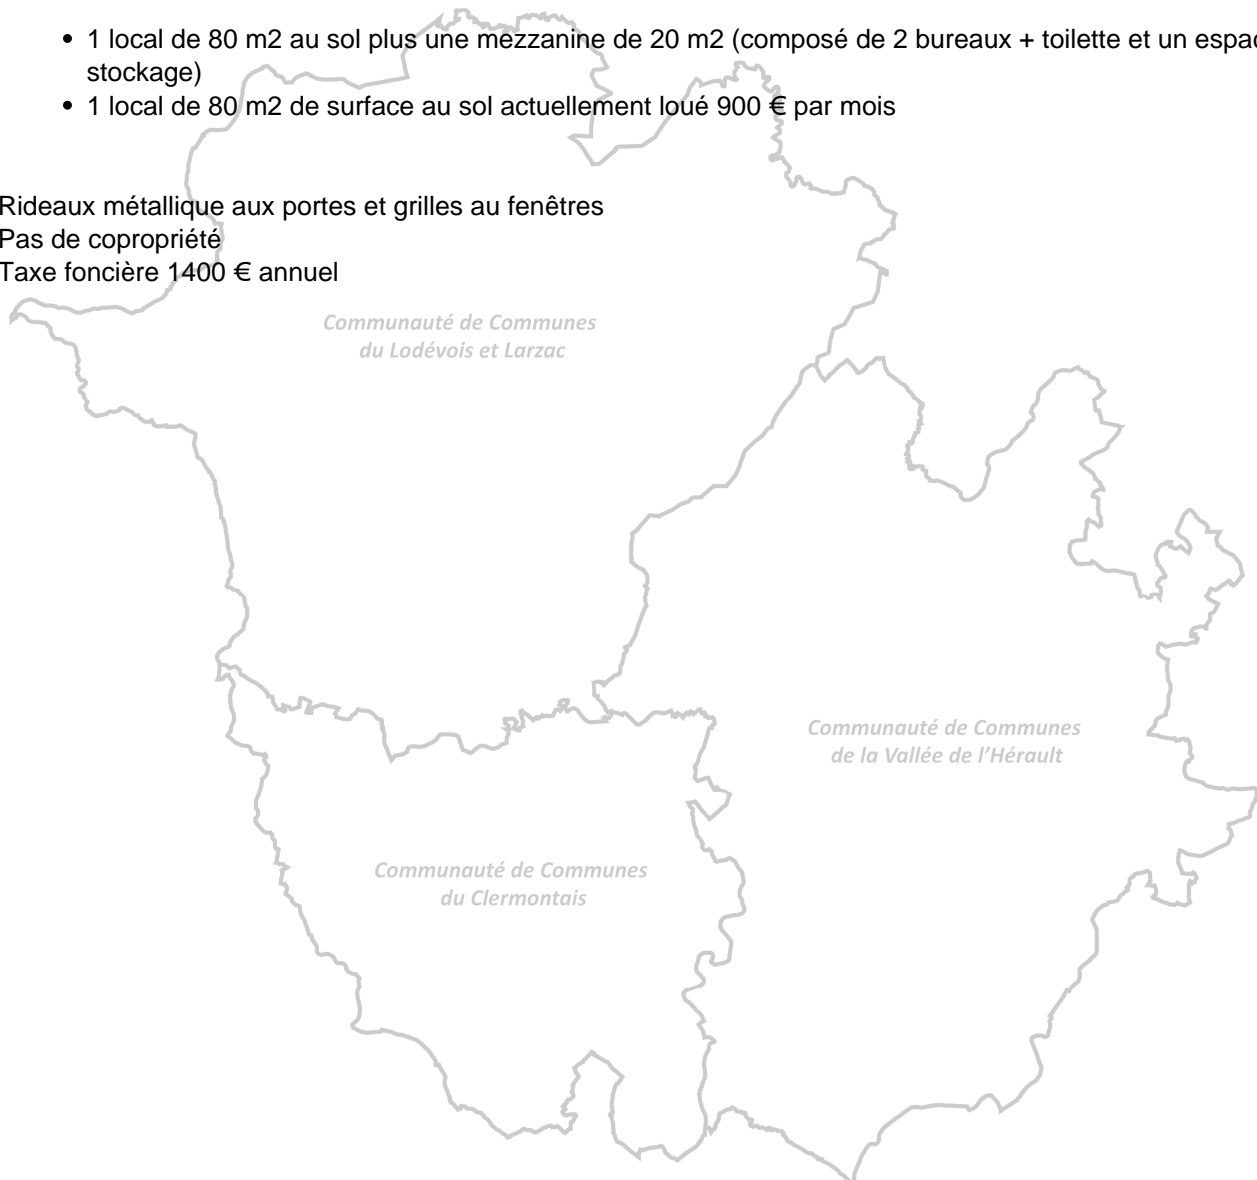 • 1 local de 80 m2 au sol plus une mezzanine de 20 m2 (composé de 2 bureaux + toilette et un
stockage)
• 1 local de 80 m2 de surface au sol actuellement loué 900 € par mois
Rideaux métallique aux portes et grilles au fenêtres
Pas de copropriété
Taxe foncière 1400 € annuel
Communauté de Communes
du Lodévois et Larzac
Communauté de Communes
de la Vallée de l'Hérault
Communauté de Communes
du Clermontais